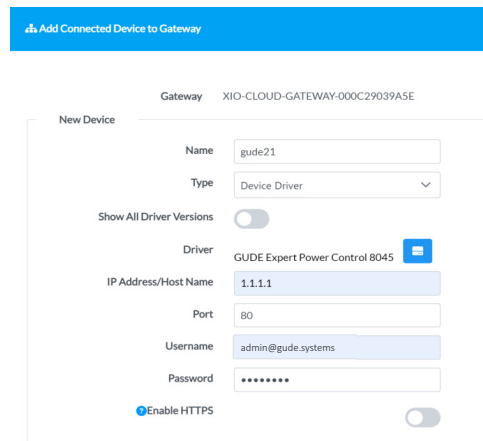 Add Connected Device to Gateway
Gateway XIO-CLOUD-GATEWAY-000C29039A5E
New Device
Name gude21
Type Device Driver
Show All Driver Versions
Driver GUDE Expert Power Control 8045
IP Address/Host Name 1.1.1.1
Port 80
Username admin@gude.systems
Password ••••••••
?Enable HTTPS